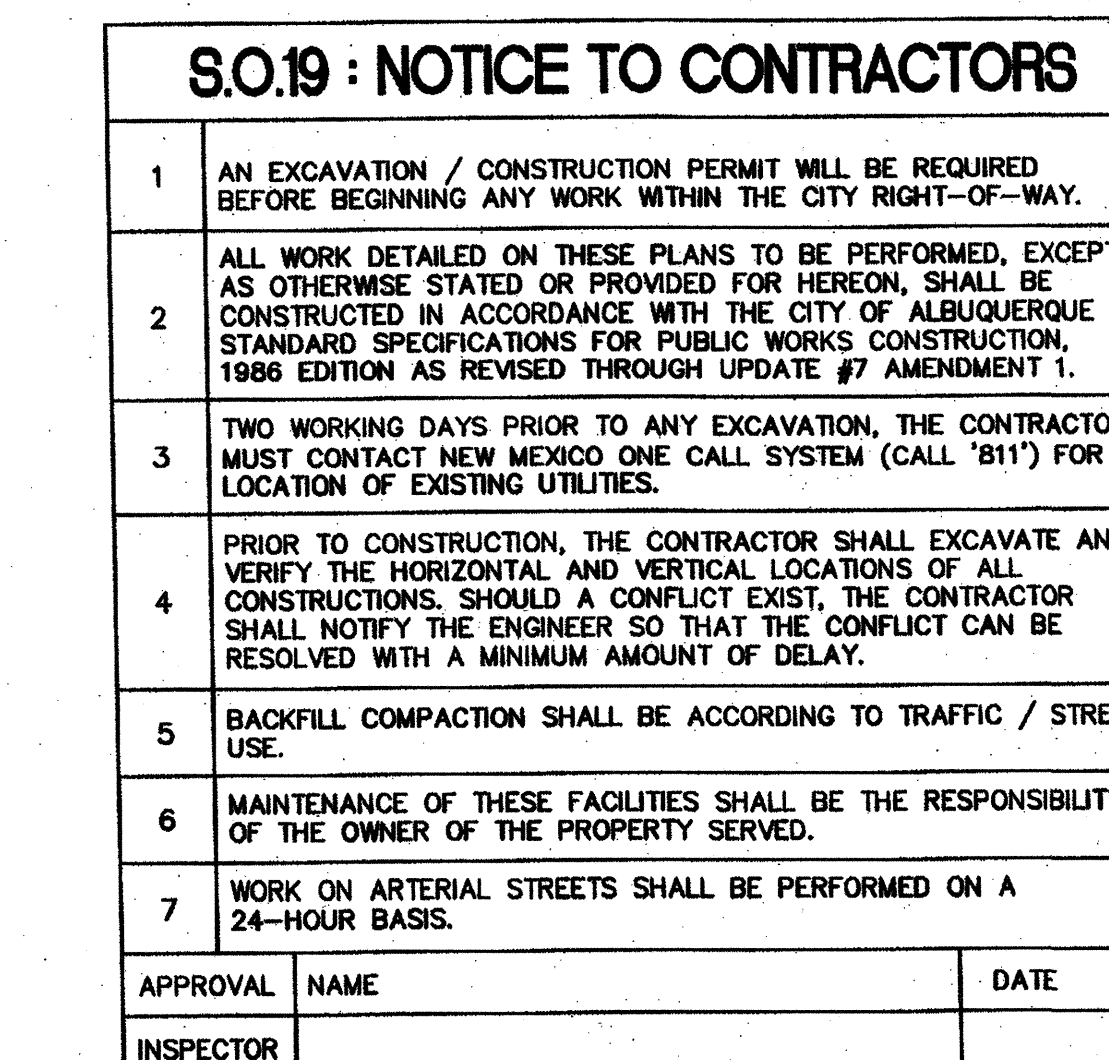 S.O.19 : NOTICE TO CONTRACTORS
1
AN EXCAVATION / CONSTRUCTION PERMIT WILL BE REQUIRED
BEFORE BEGINNING ANY WORK WITHIN THE CITY RIGHT-OF-WAY.
2
ALL WORK DETAILED ON THESE PLANS TO BE PERFORMED, EXCEPT
AS OTHERWISE STATED OR PROVIDED FOR HEREON, SHALL BE
CONSTRUCTED IN ACCORDANCE WITH THE CITY OF ALBUQUERQUE
STANDARD SPECIFICATIONS FOR PUBLIC WORKS CONSTRUCTION,
1986 EDITION AS REVISED THROUGH UPDATE #7 AMENDMENT 1.
3
TWO WORKING DAYS PRIOR TO ANY EXCAVATION, THE CONTRACTO
MUST CONTACT NEW MEXICO ONE CALL SYSTEM (CALL '811') FOR
LOCATION OF EXISTING UTILITIES.
4
PRIOR TO CONSTRUCTION, THE CONTRACTOR SHALL EXCAVATE AN
VERIFY THE HORIZONTAL AND VERTICAL LOCATIONS OF ALL
CONSTRUCTIONS. SHOULD A CONFLICT EXIST, THE CONTRACTOR
SHALL NOTIFY THE ENGINEER SO THAT THE CONFLICT CAN BE
RESOLVED WITH A MINIMUM AMOUNT OF DELAY.
5
BACKFILL COMPACTION SHALL BE ACCORDING TO TRAFFIC / STRE
USE.
6
MAINTENANCE OF THESE FACILITIES SHALL BE THE RESPONSIBILIT
OF THE OWNER OF THE PROPERTY SERVED.
7
WORK ON ARTERIAL STREETS SHALL BE PERFORMED ON A
24-HOUR BASIS.
APPROVAL NAME DATE
INSPECTOR